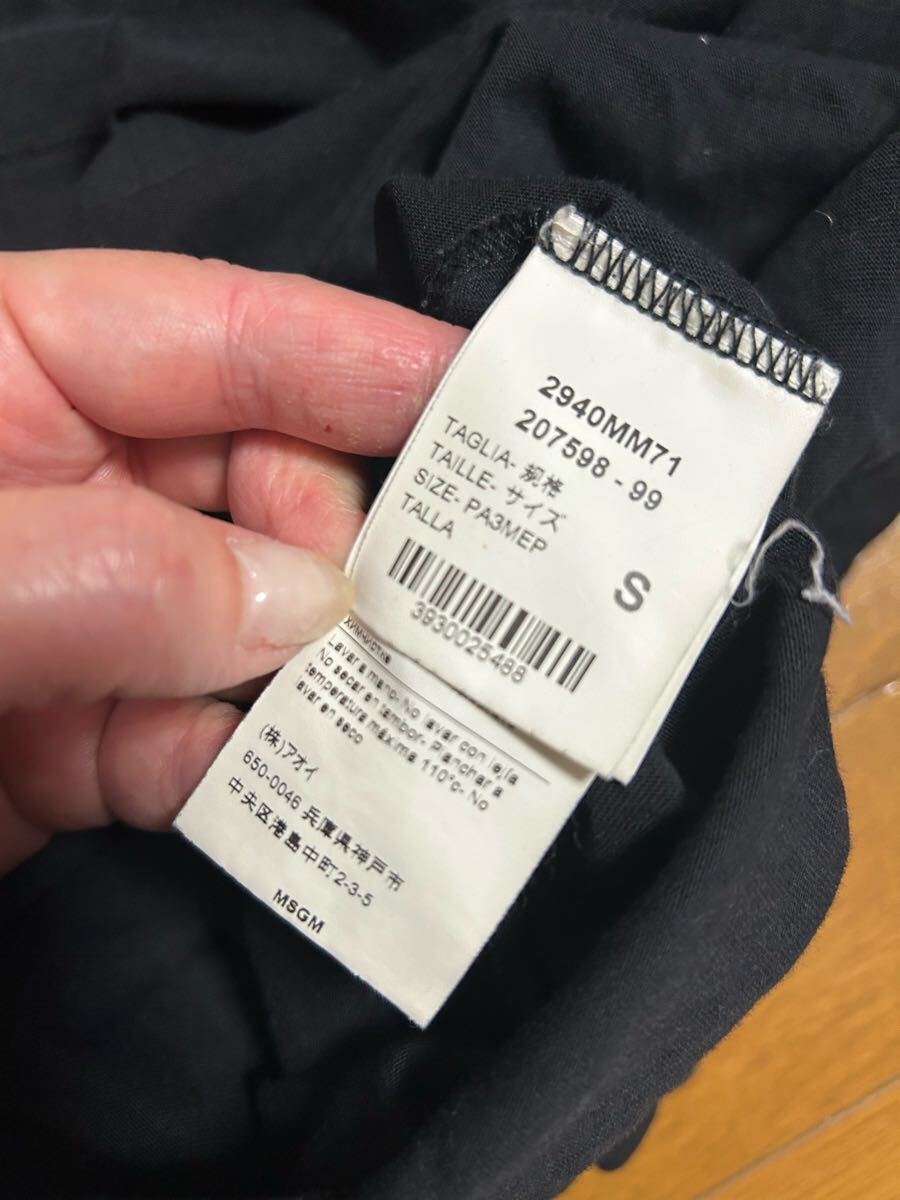 2940MM71
207598 - 99
TAGLIA- 规格
TAILLE- サイズ
SIZE- РАЗМЕР
TALLA
S
3930025488
Химчистка
Lavar a mano- No lavar con lejía
No secar en tambor- Planchar a
temperatura máxima 110°c- No
lavar en seco
(株)アオイ
650-0046 兵庫県神戸市
中央区港島中町2-3-5
MSGM